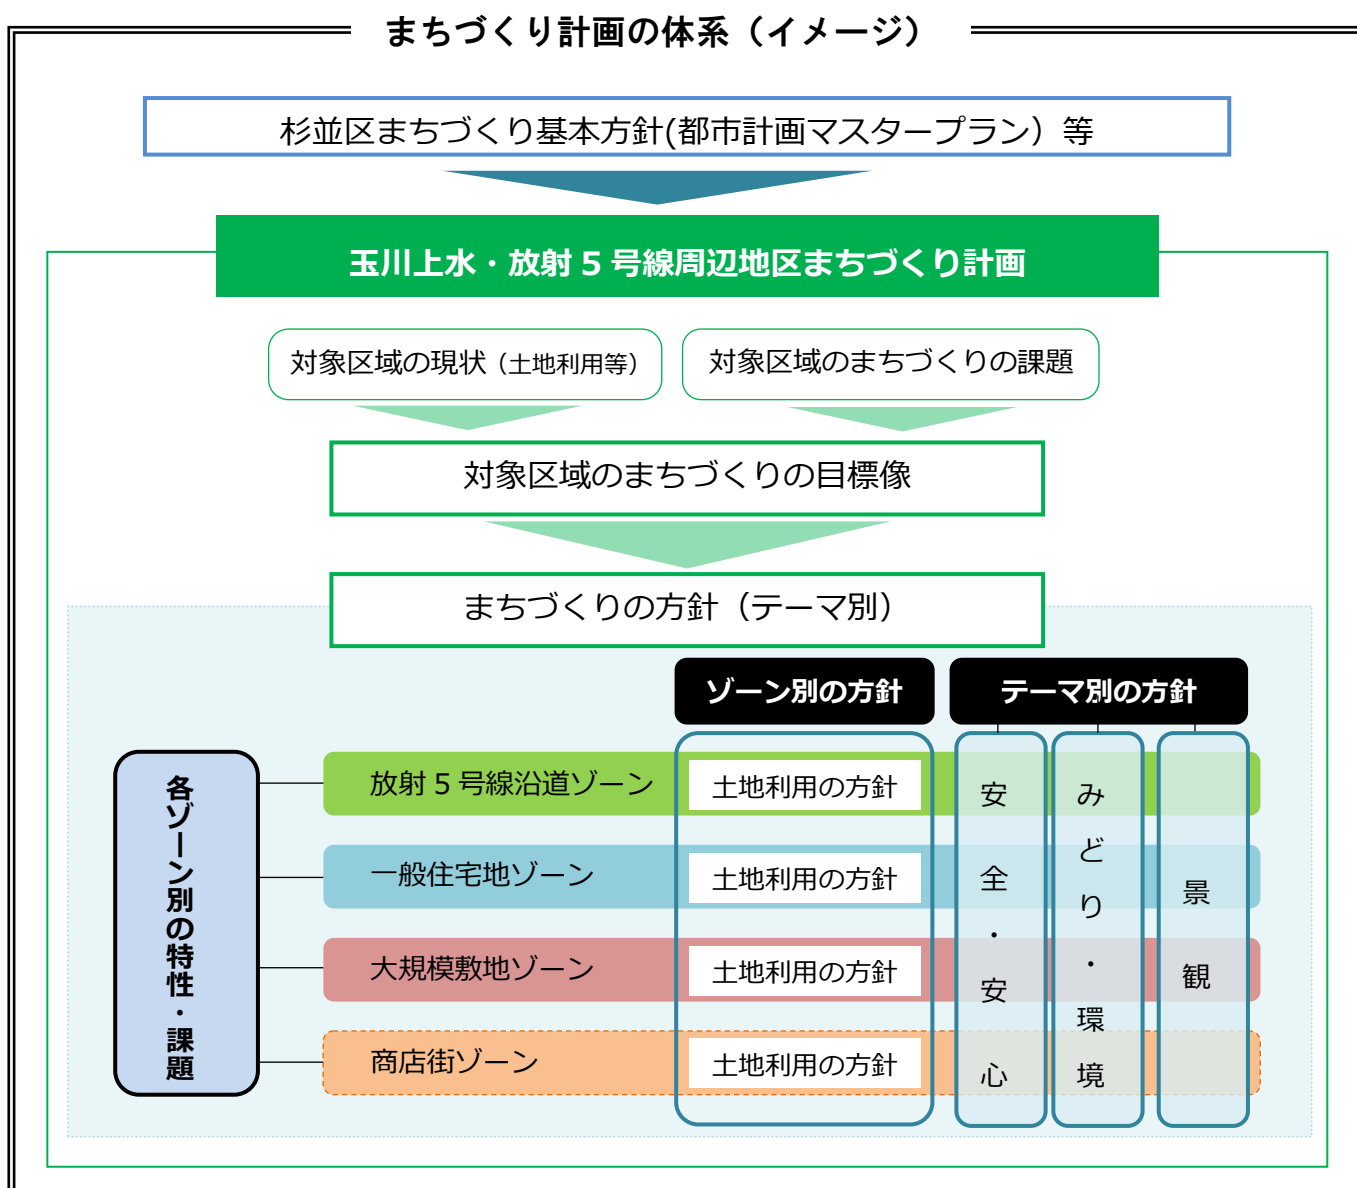 まちづくり計画の体系（イメージ）
杉並区まちづくり基本方針(都市計画マスタープラン）等
玉川上水・放射５号線周辺地区まちづくり計画
対象区域の現状（土地利用等）
対象区域のまちづくりの課題
対象区域のまちづくりの目標像
まちづくりの方針（テーマ別）
ゾーン別の方針
テーマ別の方針
各ゾーン別の特性・課題
放射５号線沿道ゾーン
土地利用の方針
一般住宅地ゾーン
土地利用の方針
大規模敷地ゾーン
土地利用の方針
商店街ゾーン
土地利用の方針
安全・安心
みどり・環境
景観